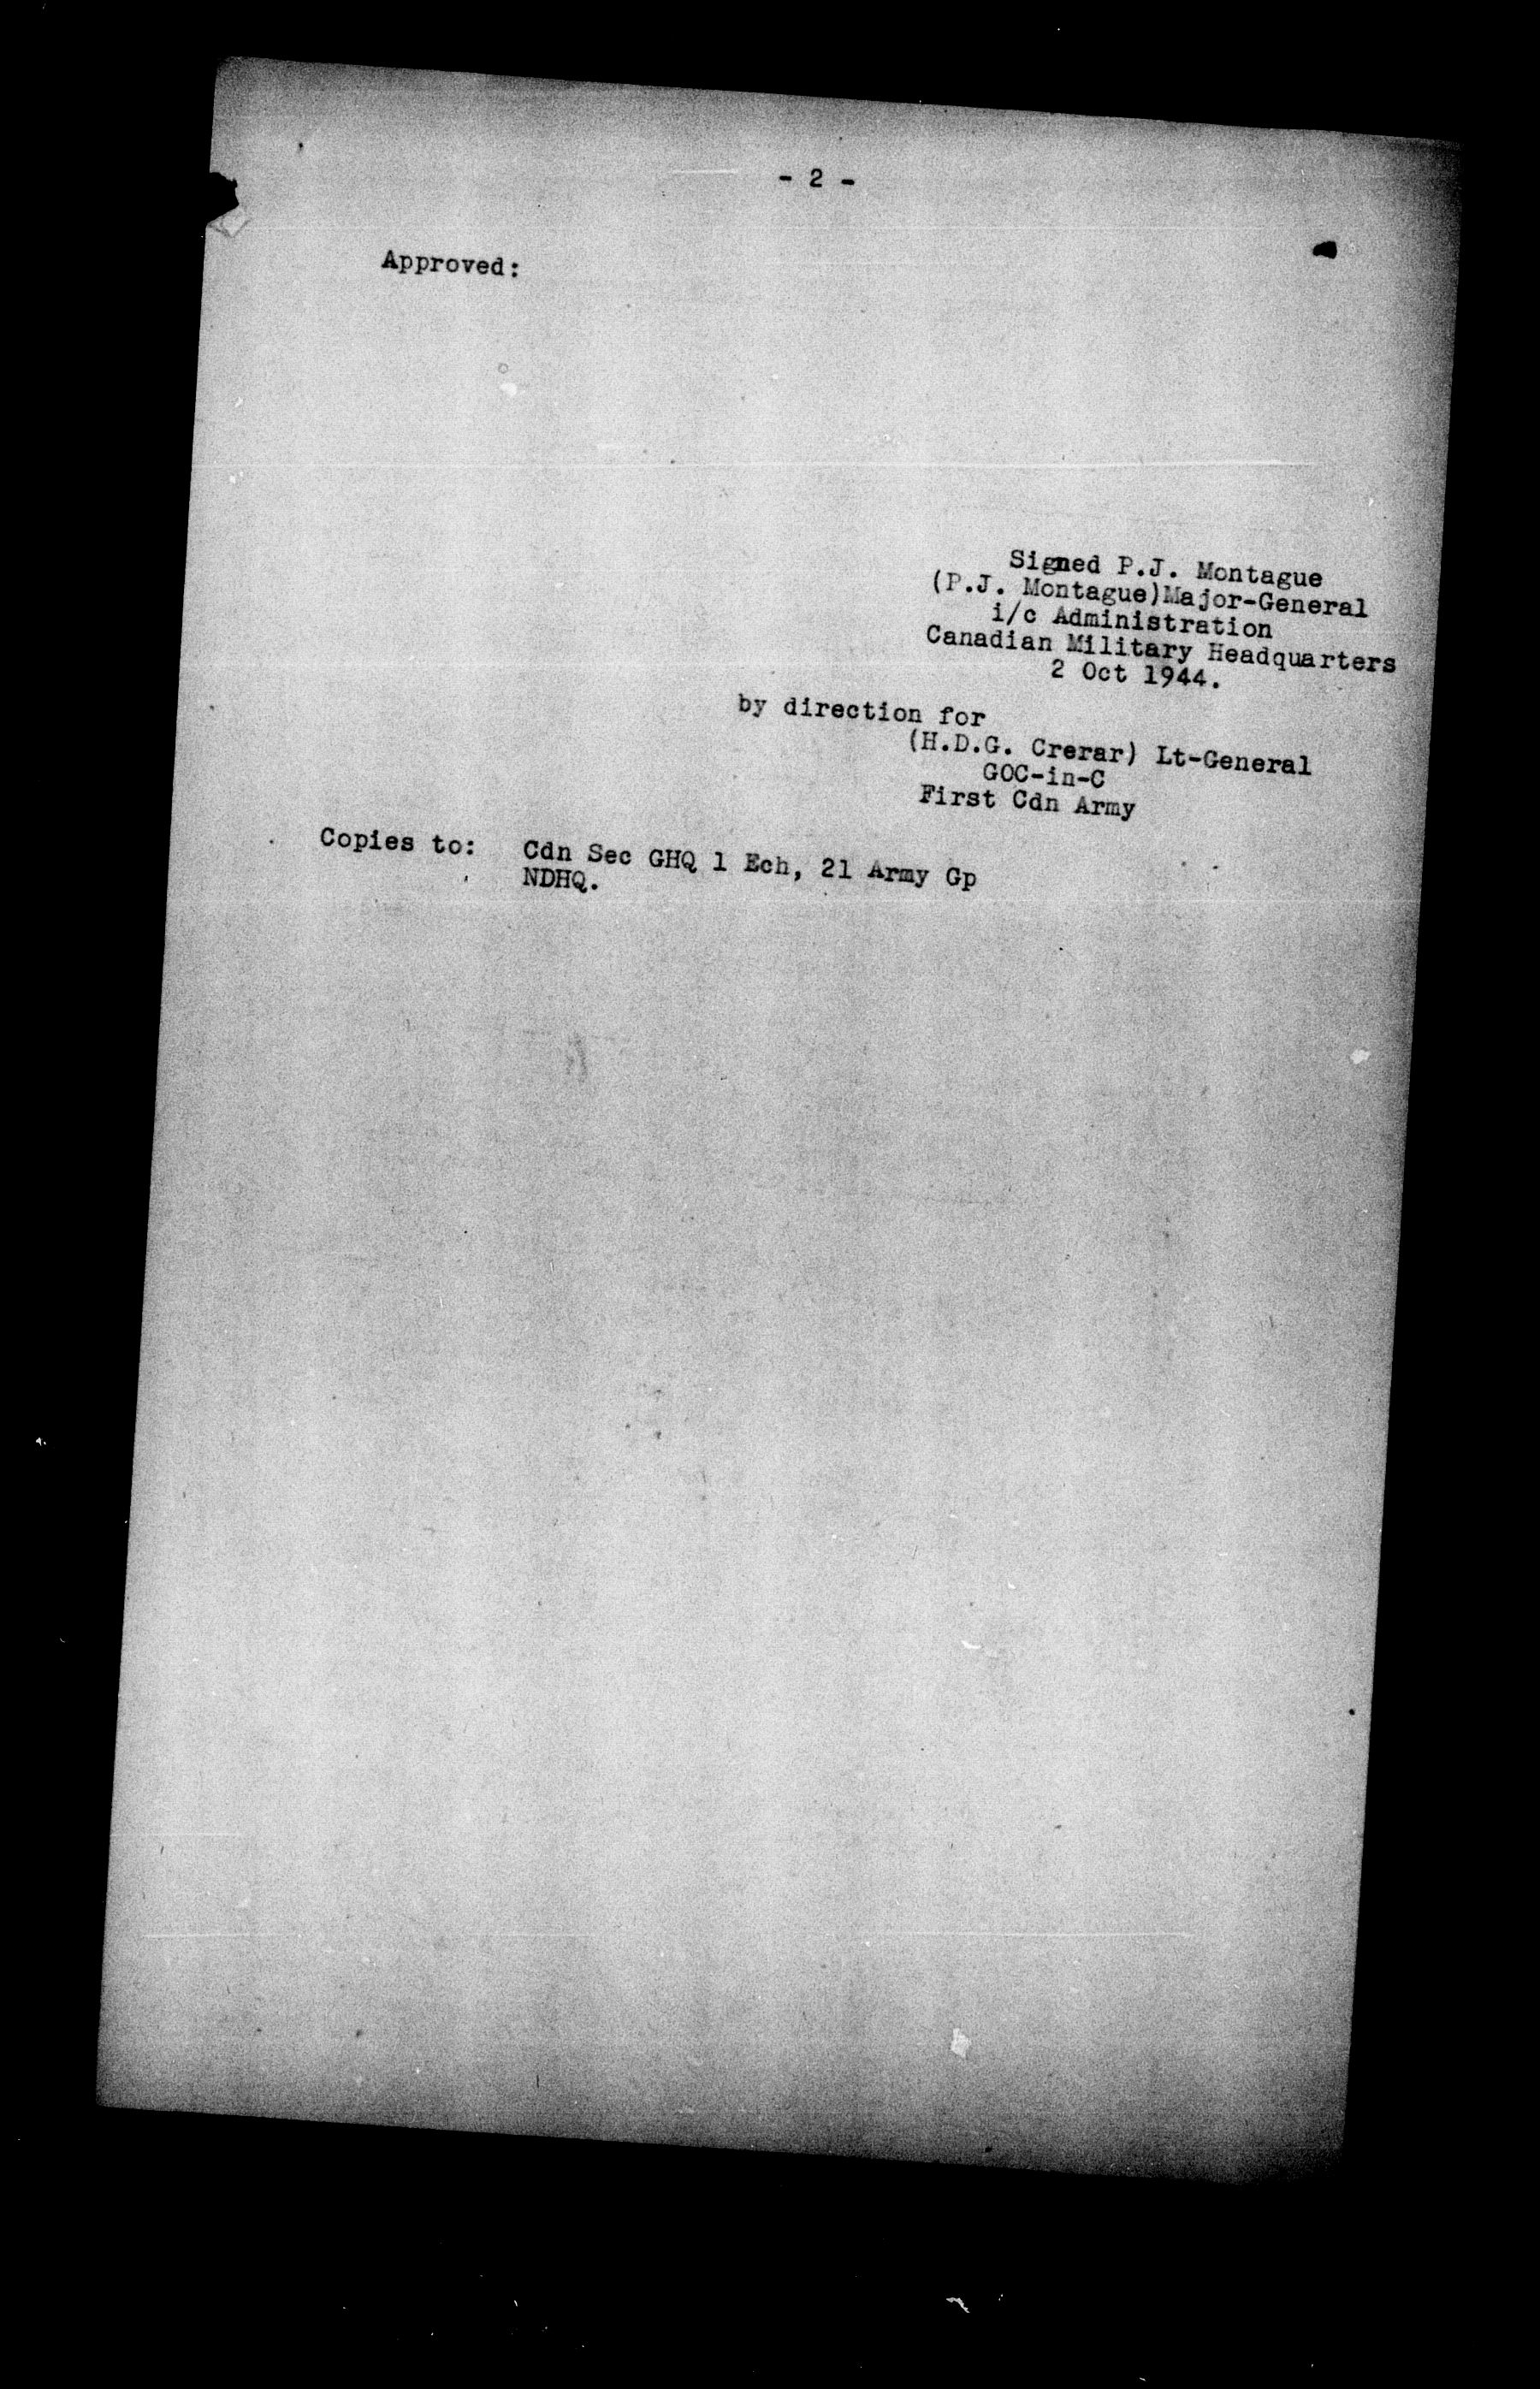 - 2 -
Approved:
Signed P.J. Montague
(P.J. Montague)Major-General
i/c Administration
Canadian Military Headquarters
2 Oct 1944.
by direction for
(H.D.G. Crerar) Lt-General
GOC-in-C
First Cdn Army
Copies to: Cdn Sec GHQ 1 Ech, 21 Army Gp
NDHQ.